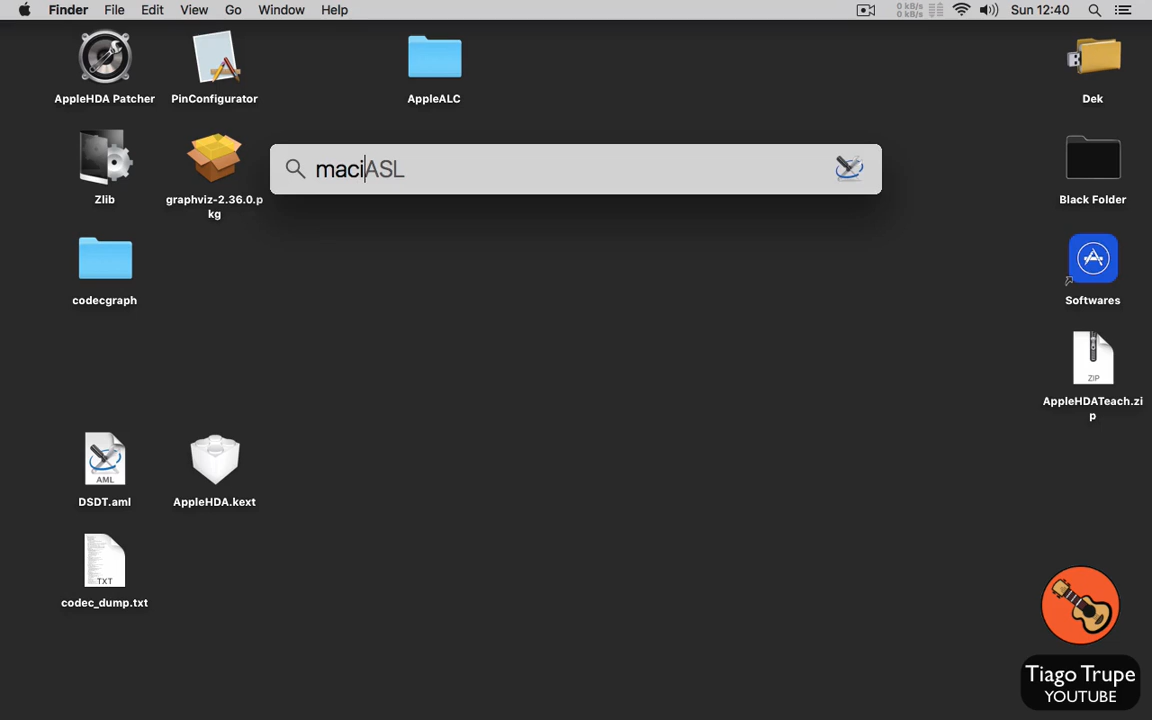 Finder File Edit View Go Window Help
0 kB/s
0 kB/s
Sun 12:40
AppleHDA Patcher
PinConfigurator
AppleALC
Dek
maciASL
Zlib
graphviz-2.36.0.p
kg
Black Folder
codecgraph
Softwares
ZIP
AppleHDATeach.zi
p
AML
DSDT.aml
AppleHDA.kext
TXT
codec_dump.txt
Tiago Trupe
YOUTUBE